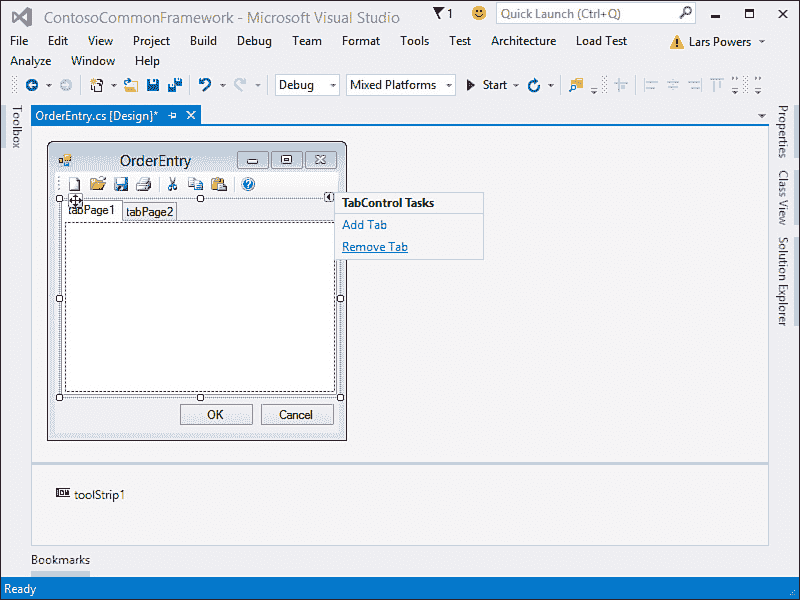 ContosoCommonFramework - Microsoft Visual Studio
1
Quick Launch (Ctrl+Q)
File Edit View Project Build Debug Team Format Tools Test Architecture Load Test Lars Powers
Analyze Window Help
Debug Mixed Platforms Start
Toolbox
OrderEntry.cs [Design]*
Properties
Class View
Solution Explorer
OrderEntry
tabPage1 tabPage2
TabControl Tasks
Add Tab
Remove Tab
OK Cancel
toolStrip1
Bookmarks
Ready